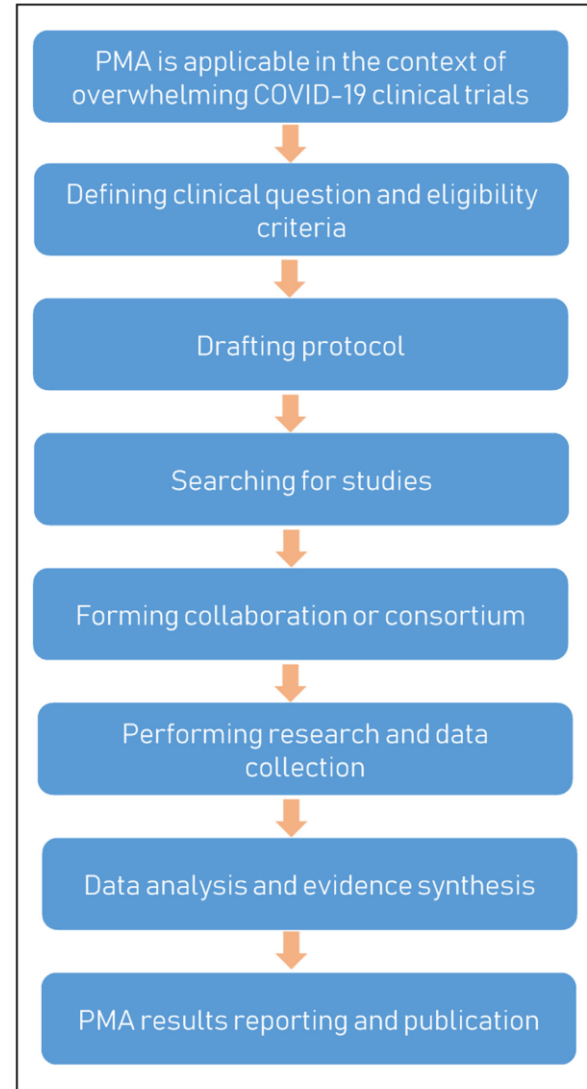 PMA is applicable in the context of
overwhelming COVID-19 clinical trials
Defining clinical question and eligibility
criteria
Drafting protocol
Searching for studies
Forming collaboration or consortium
Performing research and data
collection
Data analysis and evidence synthesis
PMA results reporting and publication